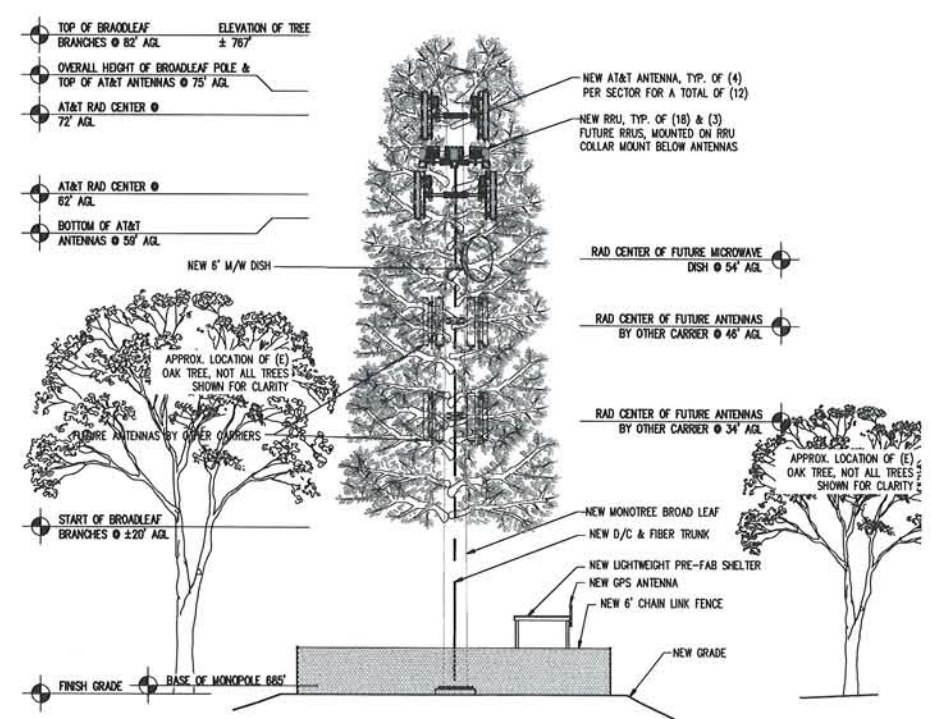 TOP OF BRAODLEAF
BRANCHES @ 82' AGL
ELEVATION OF TREE
± 767'
OVERALL HEIGHT OF BROADLEAF POLE &
TOP OF AT&T ANTENNAS @ 75' AGL
AT&T RAD CENTER @
72' AGL
AT&T RAD CENTER @
62' AGL
BOTTOM OF AT&T
ANTENNAS @ 59' AGL
NEW 6' M/W DISH
NEW AT&T ANTENNA, TYP. OF (4)
PER SECTOR FOR A TOTAL OF (12)
NEW RRU, TYP. OF (18) & (3)
FUTURE RRUS, MOUNTED ON RRU
COLLAR MOUNT BELOW ANTENNAS
RAD CENTER OF FUTURE MICROWAVE
DISH @ 54' AGL
RAD CENTER OF FUTURE ANTENNAS
BY OTHER CARRIER @ 46' AGL
APPROX. LOCATION OF (E)
OAK TREE, NOT ALL TREES
SHOWN FOR CLARITY
FUTURE ANTENNAS BY OTHER CARRIERS
RAD CENTER OF FUTURE ANTENNAS
BY OTHER CARRIER @ 34' AGL
APPROX. LOCATION OF (E)
OAK TREE, NOT ALL TREES
SHOWN FOR CLARITY
START OF BROADLEAF
BRANCHES @ ±20' AGL
NEW MONOTREE BROAD LEAF
NEW D/C & FIBER TRUNK
NEW LIGHTWEIGHT PRE-FAB SHELTER
NEW GPS ANTENNA
NEW 6' CHAIN LINK FENCE
NEW GRADE
FINISH GRADE
BASE OF MONOPOLE 685'